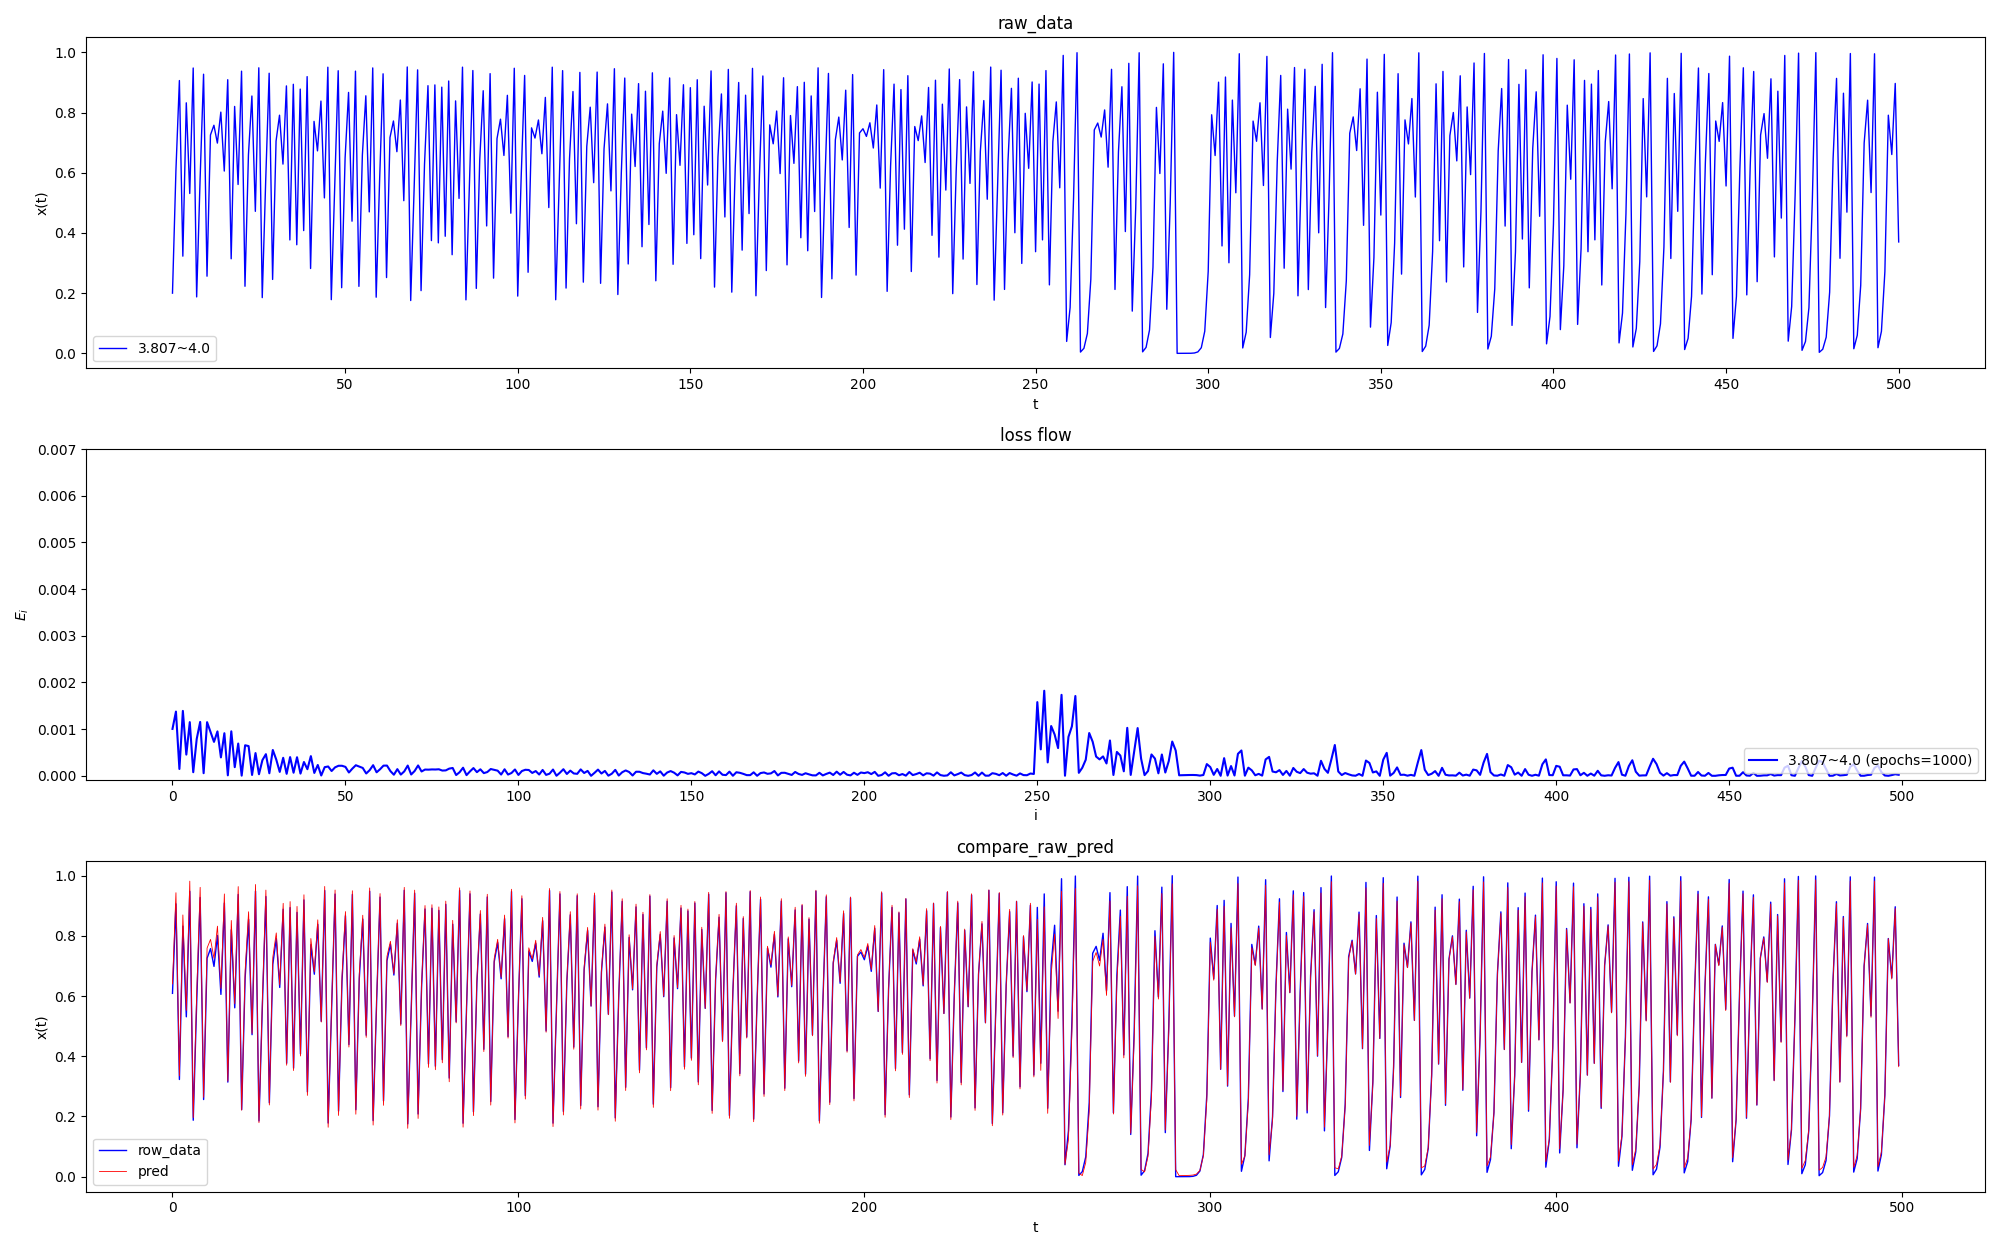 raw_data
1.0
0.8
0.6
0.4
0.2
0.0
x(t)
3.807~4.0
50 100 150 200 250 300 350 400 450 500
t
loss flow
0.007
0.006
0.005
0.004
0.003
0.002
0.001
0.000
E_i
3.807~4.0 (epochs=1000)
0 50 100 150 200 250 300 350 400 450 500
i
compare_raw_pred
1.0
0.8
0.6
0.4
0.2
0.0
x(t)
row_data
pred
0 100 200 300 400 500
t